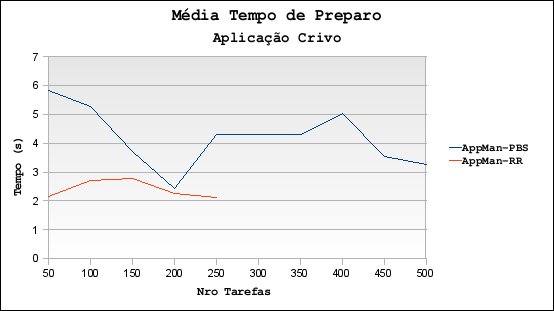 Média Tempo de Preparo
Aplicação Crivo
7
6
5
4
3
2
1
0
Tempo (s)
50 100 150 200 250 300 350 400 450 500
Nro Tarefas
AppMan-PBS
AppMan-RR